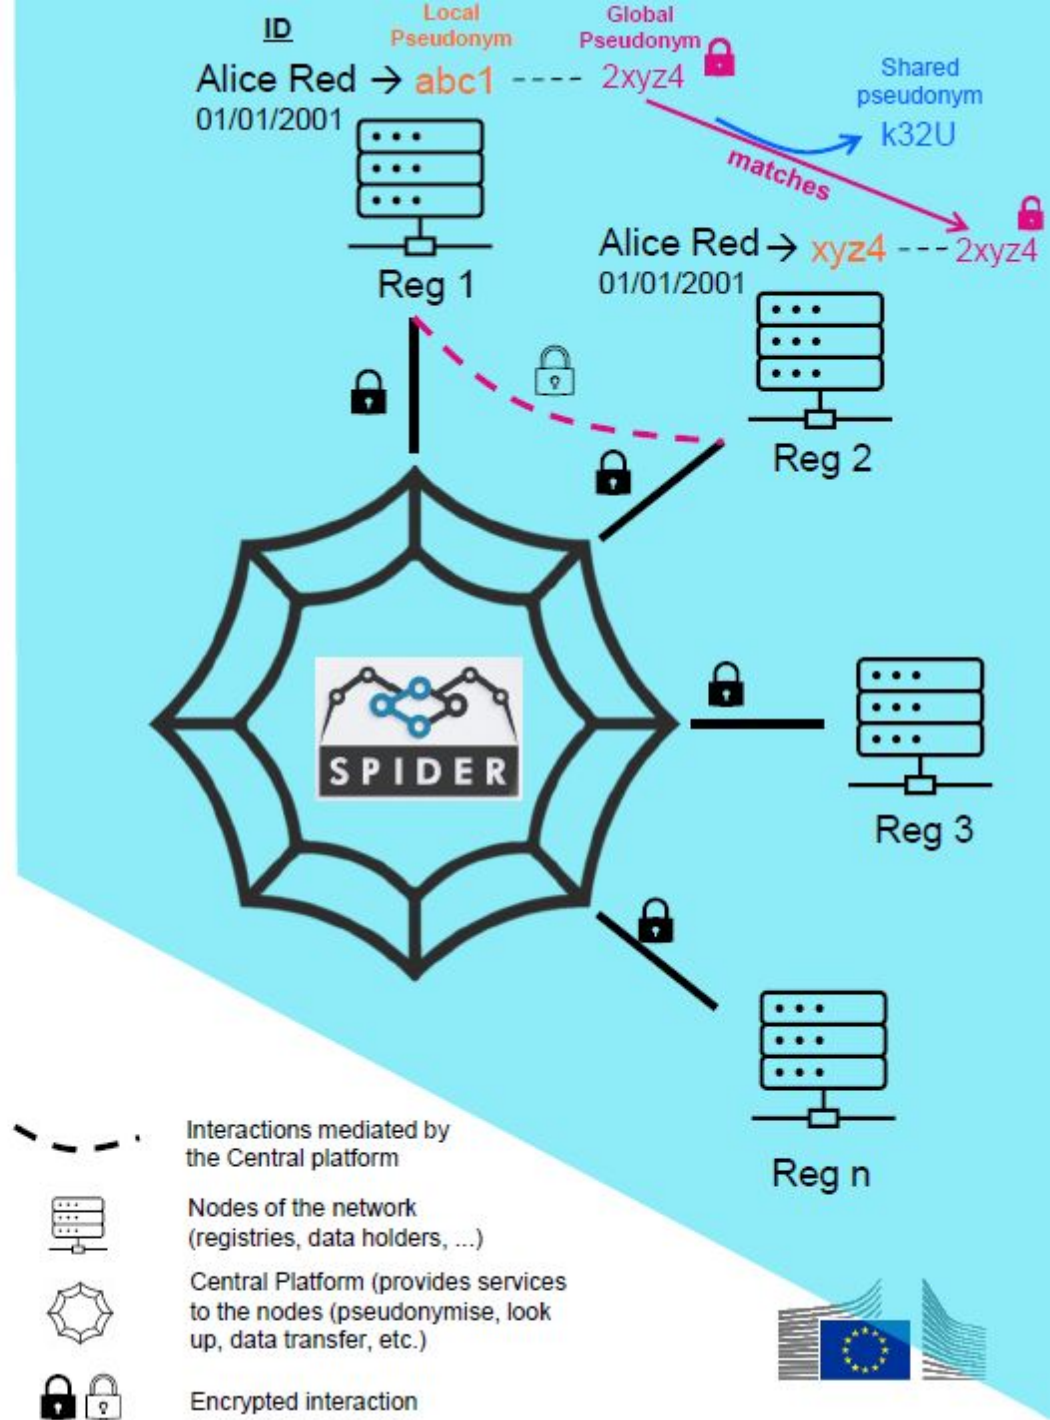 ID
Local
Pseudonym
Global
Pseudonym
Alice Red → abc1 ---- 2xyz4
01/01/2001
Shared
pseudonym
k32U
matches
Reg 1
Alice Red → xyz4 --- 2xyz4
01/01/2001
Reg 2
SPIDER
Reg 3
Reg n
Interactions mediated by
the Central platform
Nodes of the network
(registries, data holders, ...)
Central Platform (provides services
to the nodes (pseudonymise, look
up, data transfer, etc.)
Encrypted interaction